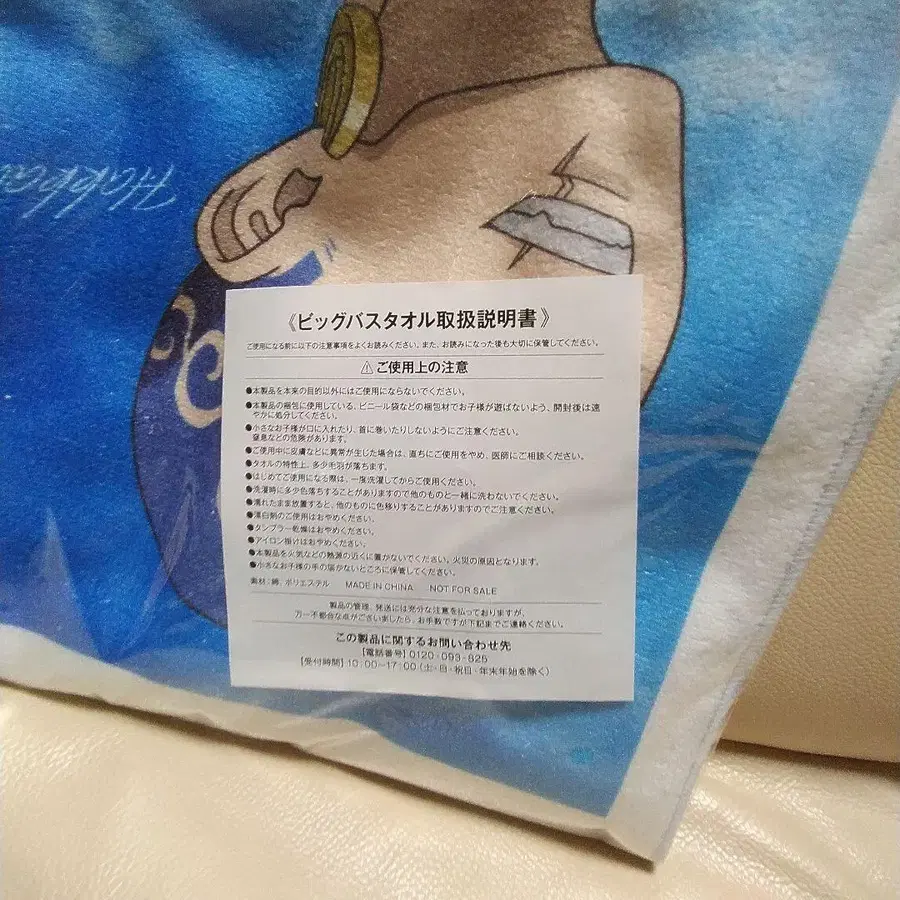 《ビッグバスタオル取扱説明書》
ご使用になる前に以下の注意事項をよくお読みください。また、お読みになった後も大切に保管してください。
⚠ご使用上の注意
●本製品を本来の目的以外にはご使用にならないでください。
●本製品の梱包に使用している、ビニール袋などの梱包材でお子様が遊ばないよう、開封後は速
やかに処分してください。
●小さなお子様が口に入れたり、首に巻いたりしないようにご注意ください。
窒息などの危険があります。
●ご使用中に皮膚などに異常が生じた場合は、直ちにご使用をやめ、医師にご相談ください。
●タオルの特性上、多少毛羽が落ちます。
●はじめてご使用になる際は、一度洗濯してからご使用ください。
●洗濯時に多少色落ちすることがありますので他のものと一緒に洗わないでください。
●濡れたまま放置すると、他のものに色移りすることがありますのでご注意ください。
●漂白剤のご使用はおやめください。
●タンブラー乾燥はおやめください。
●アイロン掛けはおやめください。
●本製品を火気などの熱源の近くに置かないでください。火災の原因となります。
●小さなお子様の手の届かないところに保管してください。
素材:綿、ポリエステル MADE IN CHINA NOT FOR SALE
製品の管理、発送には充分な注意を払っておりますが、
万一不都合な点がございましたら、お手数ですが下記までご連絡ください。
この製品に関するお問い合わせ先
【電話番号】0120-093-825
【受付時間】10:00~17:00(土・日・祝日・年末年始を除く)